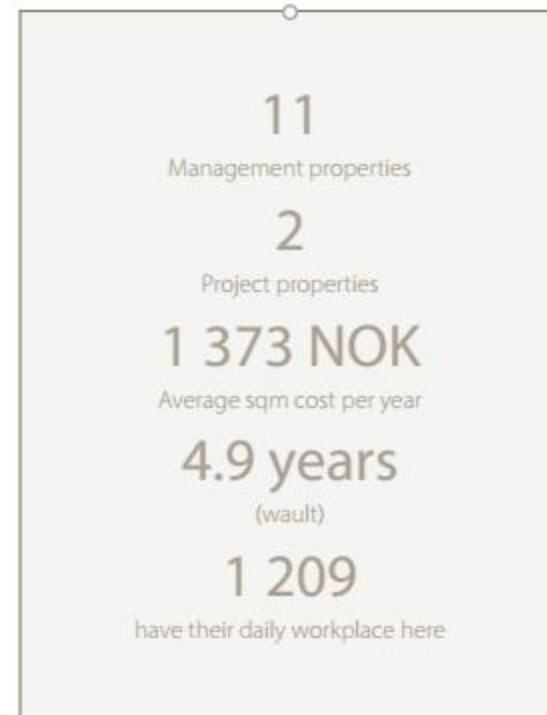 11
Management properties
2
Project properties
1 373 NOK
Average sqm cost per year
4.9 years
(wault)
1 209
have their daily workplace here